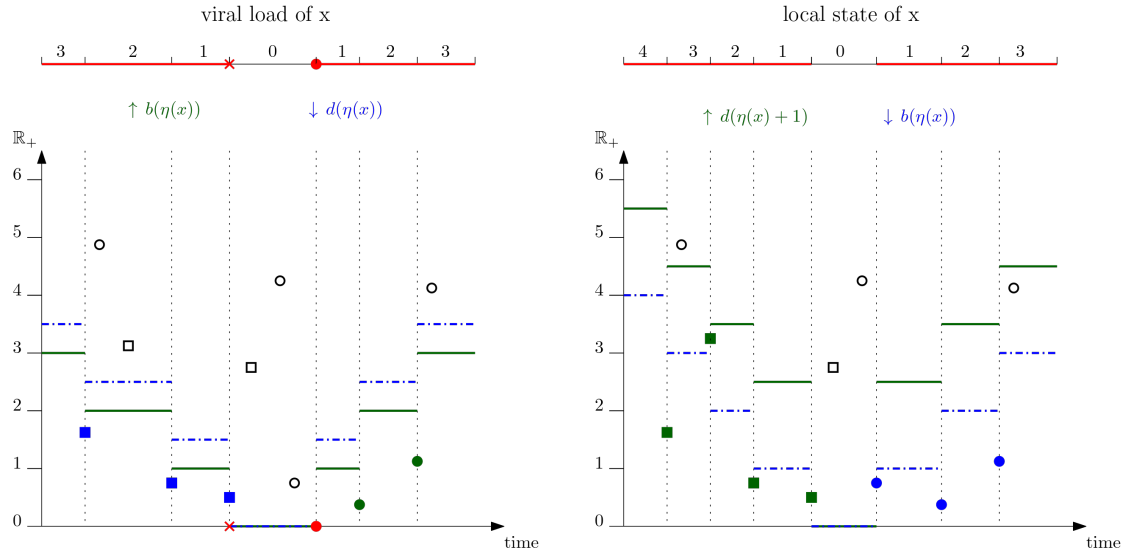 viral load of x
3 2 1 0 1 2 3
↑ b(η(x)) ↓ d(η(x))
ℝ₊
6
5
4
3
2
1
0
time
local state of x
4 3 2 1 0 1 2 3
↑ d(η(x) + 1) ↓ b(η(x))
ℝ₊
6
5
4
3
2
1
0
time